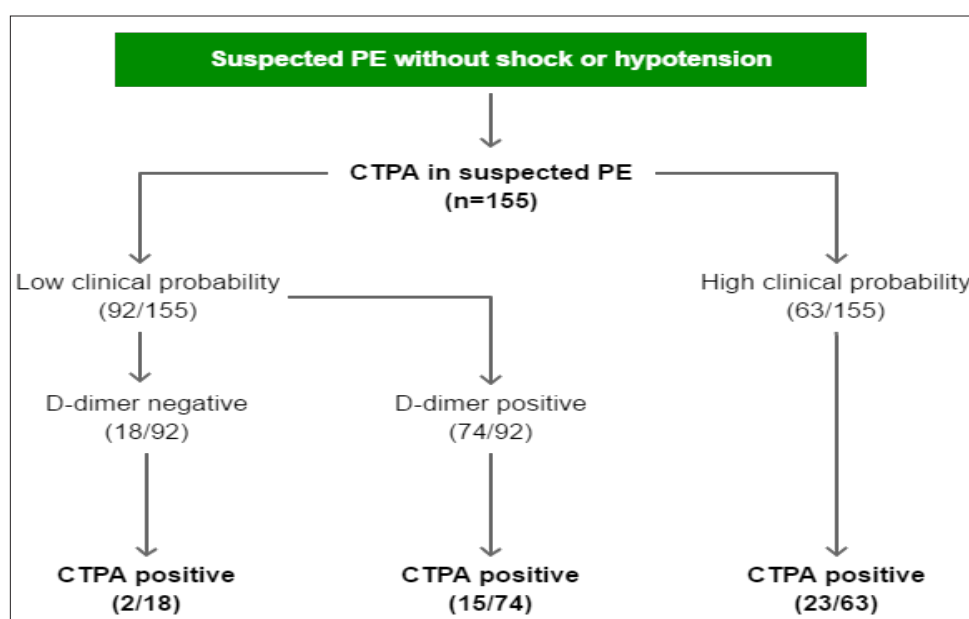 Suspected PE without shock or hypotension
CTPA in suspected PE
(n=155)
Low clinical probability
(92/155)
High clinical probability
(63/155)
D-dimer negative
(18/92)
D-dimer positive
(74/92)
CTPA positive
(2/18)
CTPA positive
(15/74)
CTPA positive
(23/63)